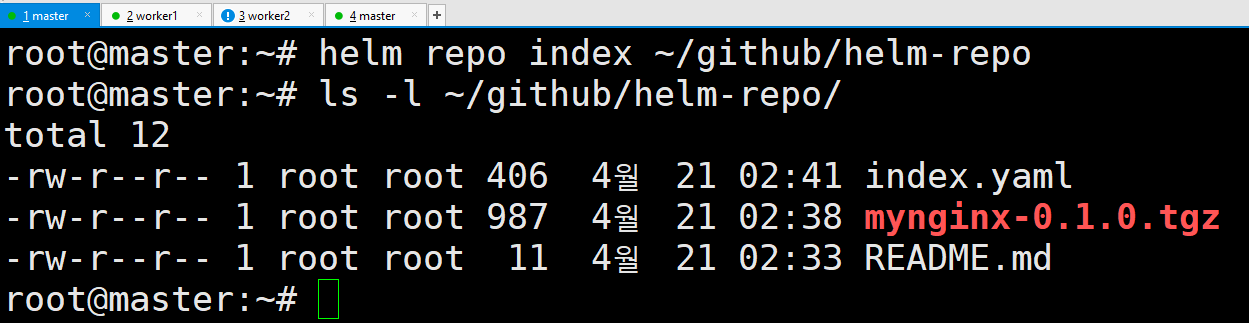 1 master 2 worker1 3 worker2 4 master
root@master:~# helm repo index ~/github/helm-repo
root@master:~# ls -l ~/github/helm-repo/
total 12
-rw-r--r-- 1 root root 406  4월  21 02:41 index.yaml
-rw-r--r-- 1 root root 987  4월  21 02:38 mynginx-0.1.0.tgz
-rw-r--r-- 1 root root  11  4월  21 02:33 README.md
root@master:~#